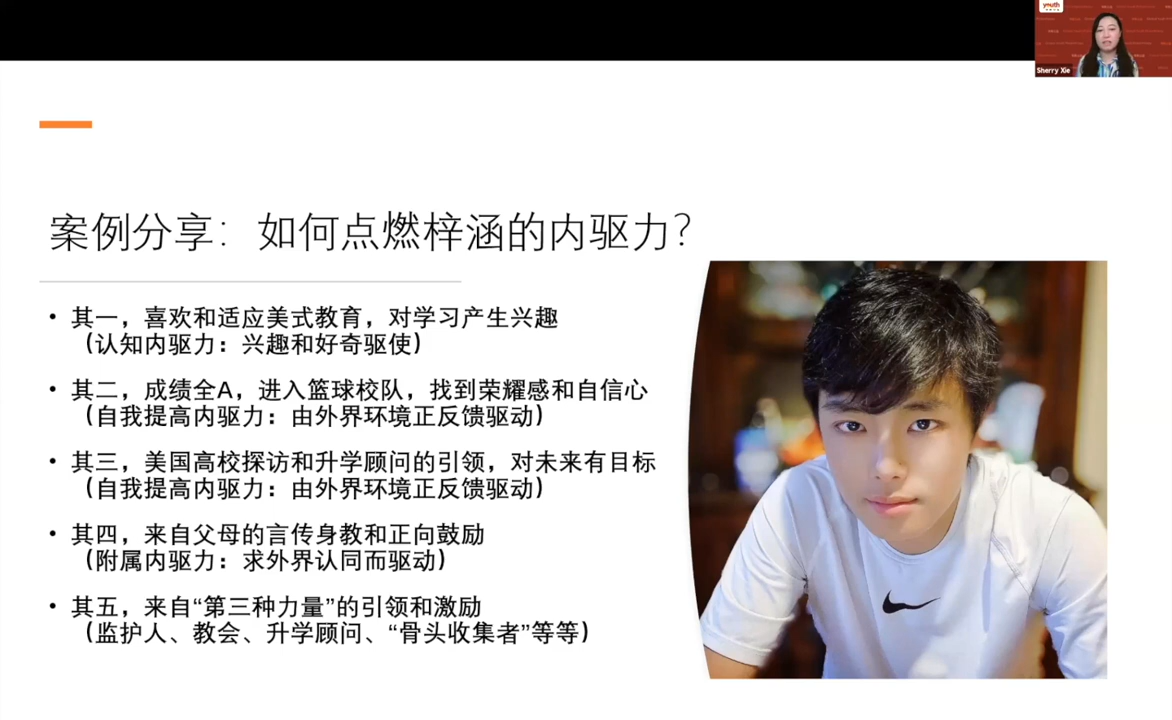 youth
Sherry Xie
案例分享：如何点燃梓涵的内驱力？
• 其一，喜欢和适应美式教育，对学习产生兴趣
（认知内驱力：兴趣和好奇驱使）
• 其二，成绩全A，进入篮球校队，找到荣耀感和自信心
（自我提高内驱力：由外界环境正反馈驱动）
• 其三，美国高校探访和升学顾问的引领，对未来有目标
（自我提高内驱力：由外界环境正反馈驱动）
• 其四，来自父母的言传身教和正向鼓励
（附属内驱力：求外界认同而驱动）
• 其五，来自“第三种力量”的引领和激励
（监护人、教会、升学顾问、“骨头收集者”等等）